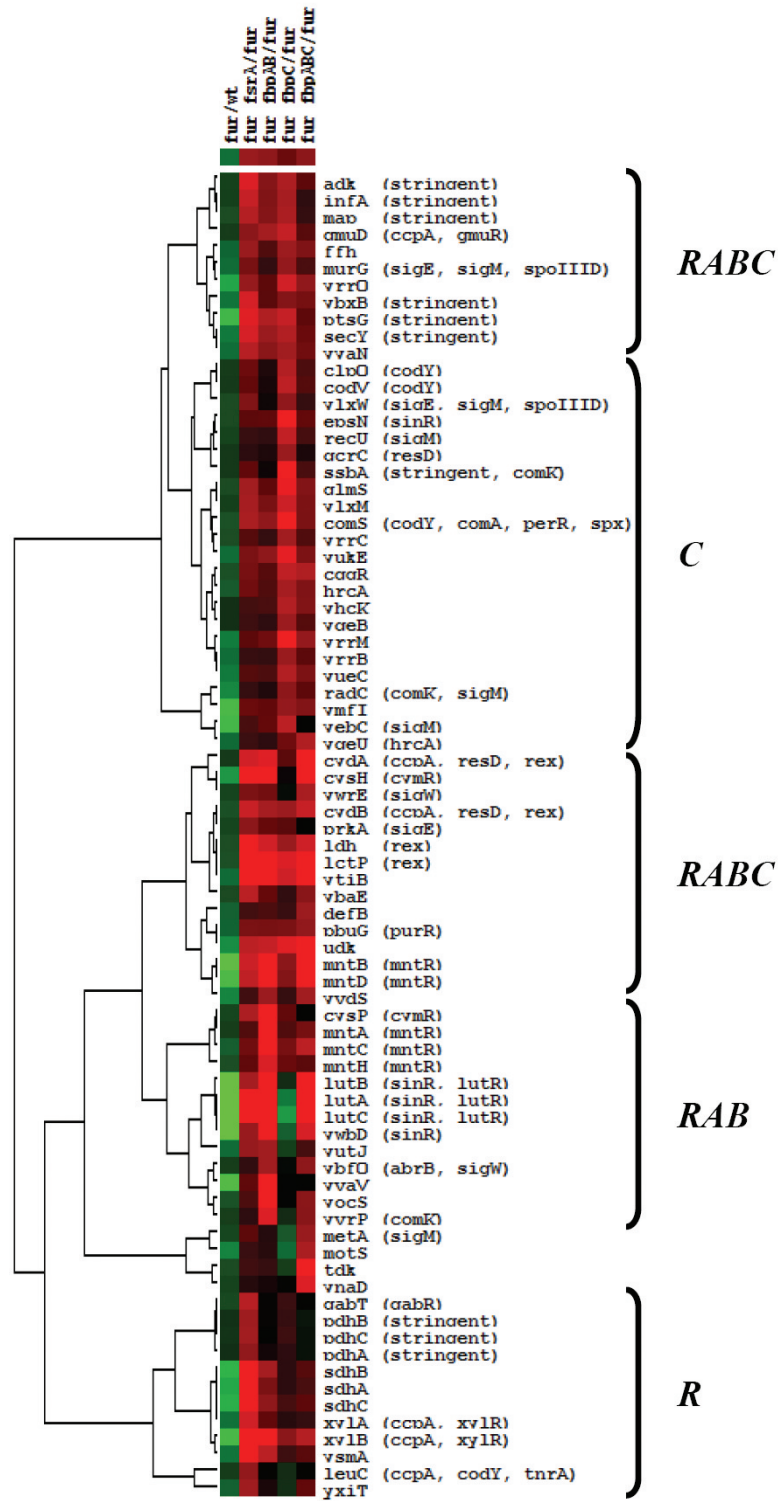 fur/wt
fur fsrA/fur
fur fbpAB/fur
fur fbpC/fur
fur fbpABC/fur
adk (stringent)
infA (stringent)
map (stringent)
gmuD (ccpA, gmuR)
ffh
murG (sigE, sigM, spoIIID)
yrrO
ybxB (stringent)
ptsG (stringent)
secY (stringent)
yvaN
clpQ (codY)
codV (codY)
ylxW (sigE, sigM, spoIIID)
epsN (sinR)
recU (sigM)
qcrC (resD)
ssbA (stringent, comK)
glmS
ylxM
comS (codY, comA, perR, spx)
yrrC
yukE
cggR
hrcA
yhcK
yqeB
yrrM
yrrB
yueC
radC (comK, sigM)
ymfI
yebC (sigM)
yqeU (hrcA)
cydA (ccpA, resD, rex)
cysH (cymR)
ywrE (sigW)
cydB (ccpA, resD, rex)
prkA (sigE)
ldh (rex)
lctP (rex)
ytiB
ybaE
defB
pbuG (purR)
udk
mntB (mntR)
mntD (mntR)
yvdS
cysP (cymR)
mntA (mntR)
mntC (mntR)
mntH (mntR)
lutB (sinR, lutR)
lutA (sinR, lutR)
lutC (sinR, lutR)
ywbD (sinR)
yutJ
ybfO (abrB, sigW)
yvaV
yocS
yvrP (comK)
metA (sigM)
motS
tdk
ynaD
gabT (gabR)
pdhB (stringent)
pdhC (stringent)
pdhA (stringent)
sdhB
sdhA
sdhC
xylA (ccpA, xylR)
xylB (ccpA, xylR)
ysmA
leuC (ccpA, codY, tnrA)
yxiT
RABC
C
RABC
RAB
R